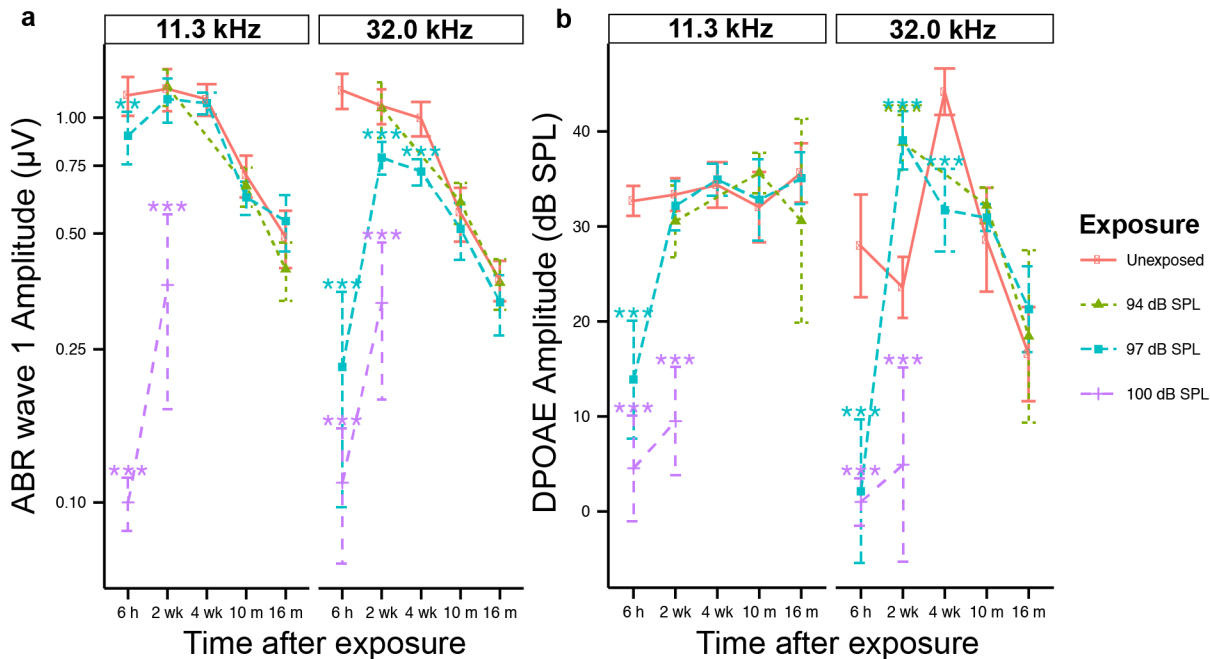 a
11.3 kHz
32.0 kHz
ABR wave 1 Amplitude (µV)
1.00
0.75
0.50
0.25
0.10
**
***
***
***
***
***
***
***
6 h
2 wk
4 wk
10 m
16 m
6 h
2 wk
4 wk
10 m
16 m
Time after exposure
b
11.3 kHz
32.0 kHz
DPOAE Amplitude (dB SPL)
40
30
20
10
0
***
***
***
***
***
***
***
***
***
6 h
2 wk
4 wk
10 m
16 m
6 h
2 wk
4 wk
10 m
16 m
Time after exposure
Exposure
Unexposed
94 dB SPL
97 dB SPL
100 dB SPL